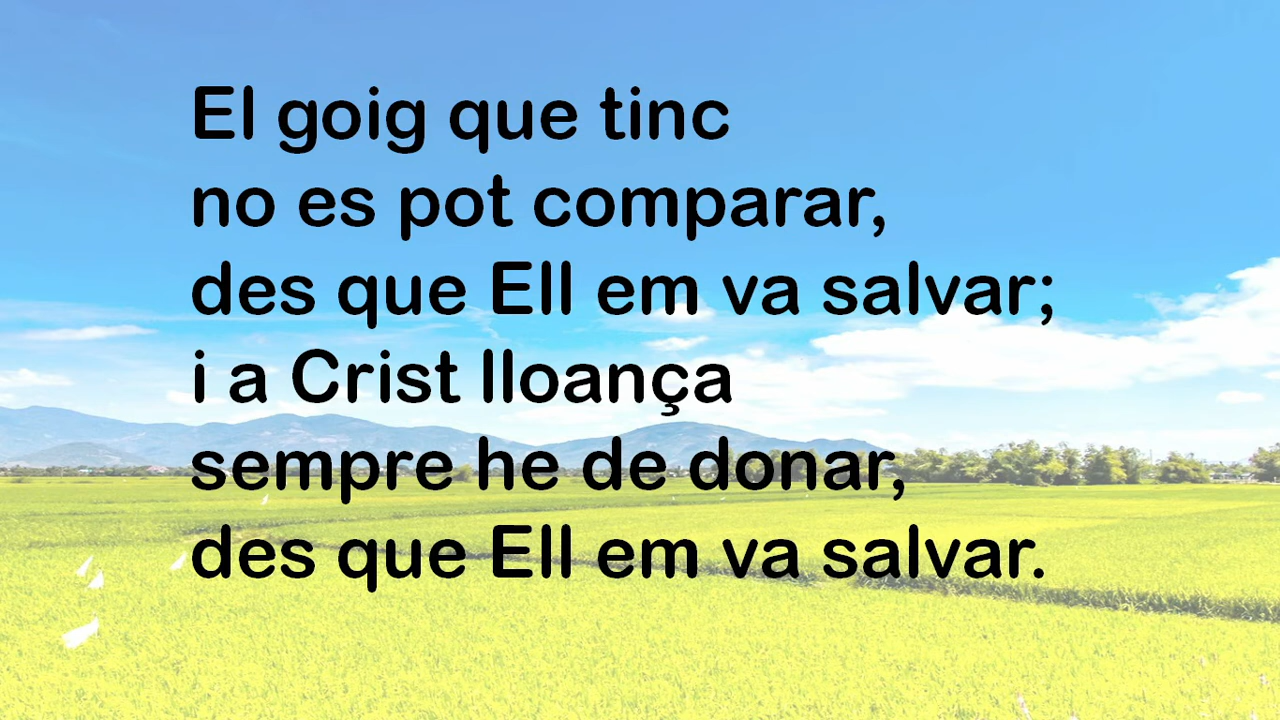 El goig que tinc
no es pot comparar,
des que Ell em va salvar;
i a Crist lloança
sempre he de donar,
des que Ell em va salvar.